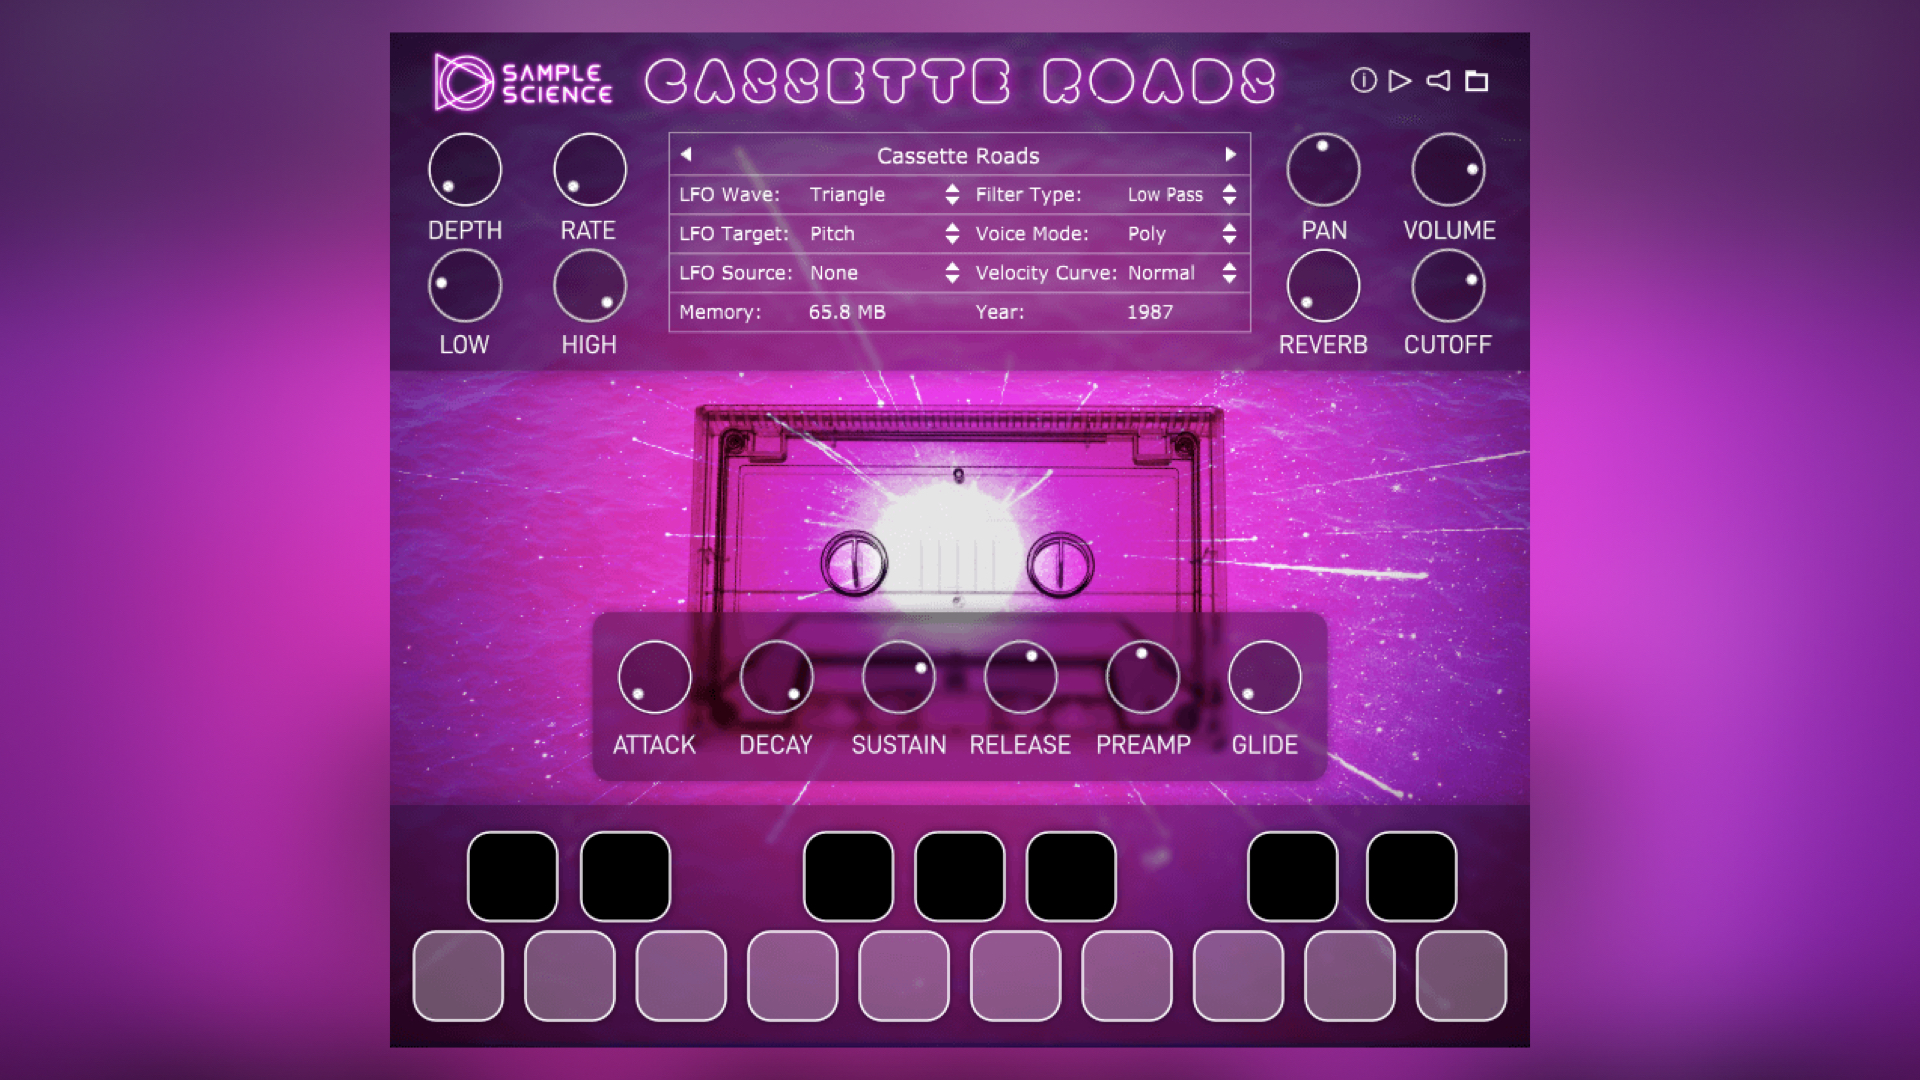 SAMPLE
SCIENCE
CASSETTE ROADS
Cassette Roads
LFO Wave: Triangle Filter Type: Low Pass
LFO Target: Pitch Voice Mode: Poly
LFO Source: None Velocity Curve: Normal
Memory: 65.8 MB Year: 1987
DEPTH RATE PAN VOLUME
LOW HIGH REVERB CUTOFF
ATTACK DECAY SUSTAIN RELEASE PREAMP GLIDE